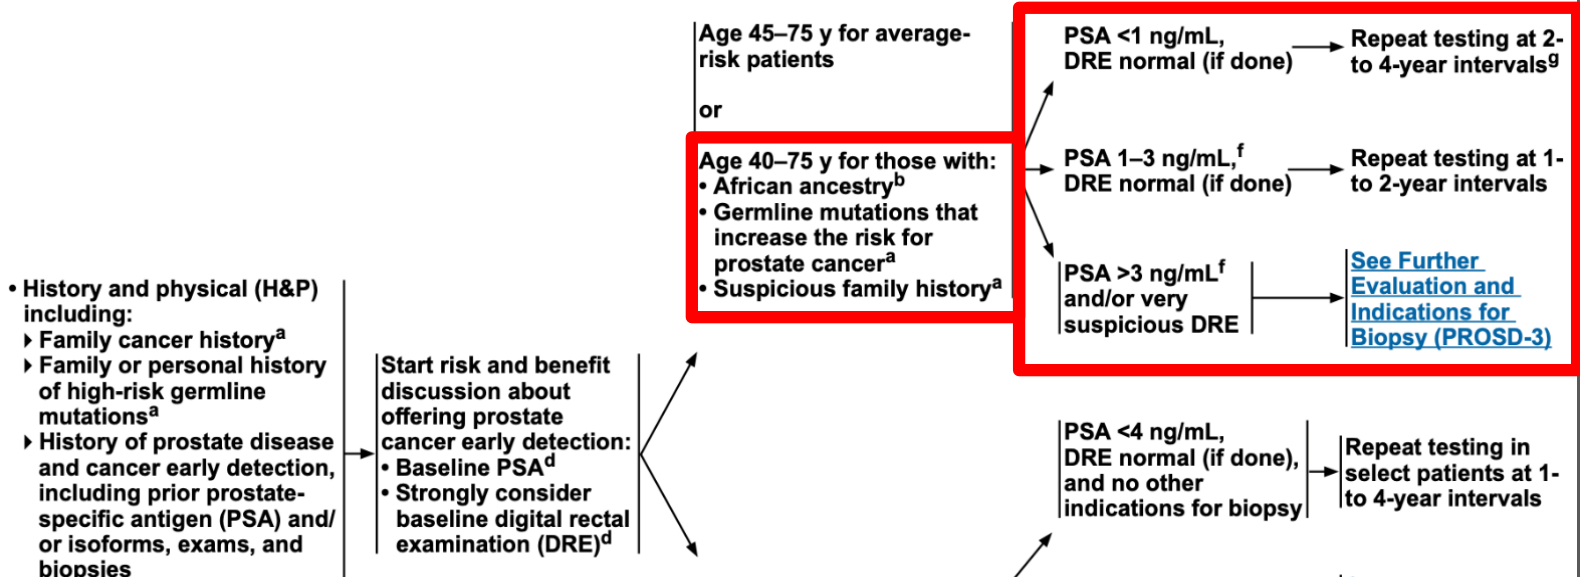 • History and physical (H&P)
including:
▸ Family cancer historyᵃ
▸ Family or personal history
of high-risk germline
mutationsᵃ
▸ History of prostate disease
and cancer early detection,
including prior prostate-
specific antigen (PSA) and/
or isoforms, exams, and
biopsies
Start risk and benefit
discussion about
offering prostate
cancer early detection:
• Baseline PSAᵈ
• Strongly consider
baseline digital rectal
examination (DRE)ᵈ
Age 45–75 y for average-
risk patients
or
Age 40–75 y for those with:
• African ancestryᵇ
• Germline mutations that
increase the risk for
prostate cancerᵃ
• Suspicious family historyᵃ
PSA <1 ng/mL,
DRE normal (if done)
Repeat testing at 2-
to 4-year intervalsᵍ
PSA 1–3 ng/mL,ᶠ
DRE normal (if done)
Repeat testing at 1-
to 2-year intervals
PSA >3 ng/mLᶠ
and/or very
suspicious DRE
See Further
Evaluation and
Indications for
Biopsy (PROSD-3)
PSA <4 ng/mL,
DRE normal (if done),
and no other
indications for biopsy
Repeat testing in
select patients at 1-
to 4-year intervals